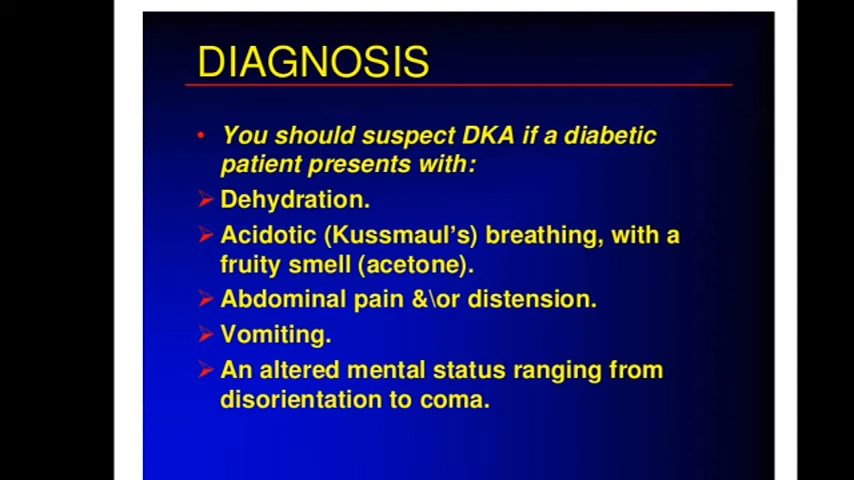 DIAGNOSIS
• You should suspect DKA if a diabetic
patient presents with:
➢ Dehydration.
➢ Acidotic (Kussmaul’s) breathing, with a
fruity smell (acetone).
➢ Abdominal pain &\or distension.
➢ Vomiting.
➢ An altered mental status ranging from
disorientation to coma.